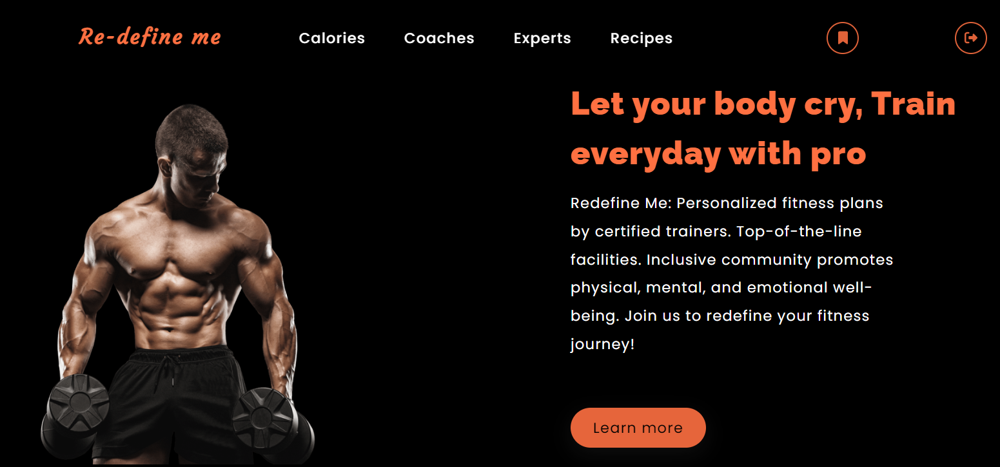 Re-define me
Calories
Coaches
Experts
Recipes
Let your body cry, Train
everyday with pro
Redefine Me: Personalized fitness plans
by certified trainers. Top-of-the-line
facilities. Inclusive community promotes
physical, mental, and emotional well-
being. Join us to redefine your fitness
journey!
Learn more